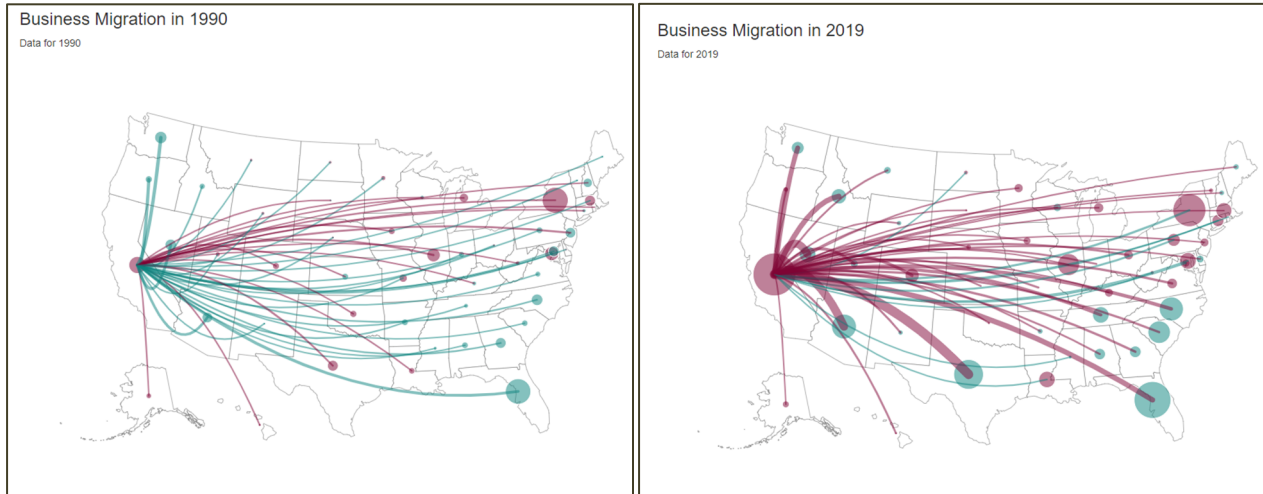 Business Migration in 1990
Data for 1990
Business Migration in 2019
Data for 2019